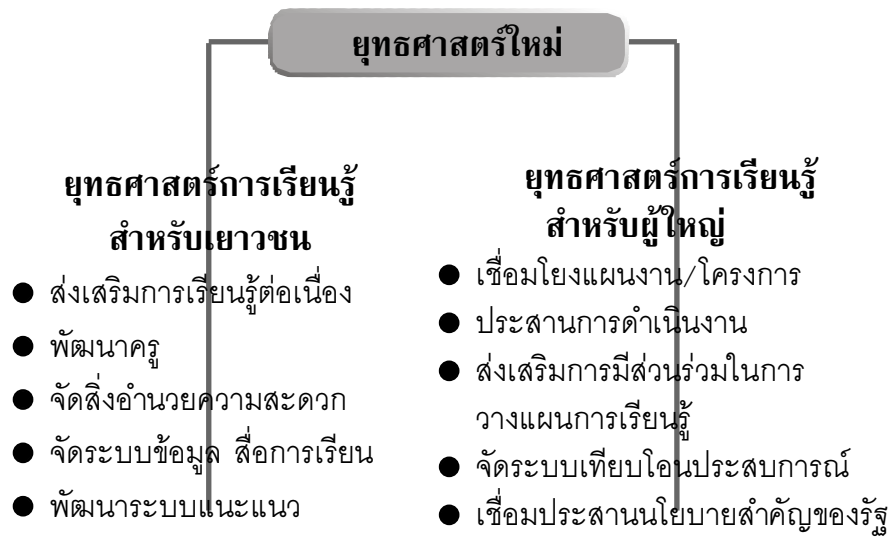 ยุทธศาสตร์ใหม่
ยุทธศาสตร์การเรียนรู้
สำหรับเยาวชน
● ส่งเสริมการเรียนรู้ต่อเนื่อง
● พัฒนาครู
● จัดสิ่งอำนวยความสะดวก
● จัดระบบข้อมูล สื่อการเรียน
● พัฒนาระบบแนะแนว
ยุทธศาสตร์การเรียนรู้
สำหรับผู้ใหญ่
● เชื่อมโยงแผนงาน/โครงการ
● ประสานการดำเนินงาน
● ส่งเสริมการมีส่วนร่วมในการ
วางแผนการเรียนรู้
● จัดระบบเทียบโอนประสบการณ์
● เชื่อมประสานนโยบายสำคัญของรัฐ